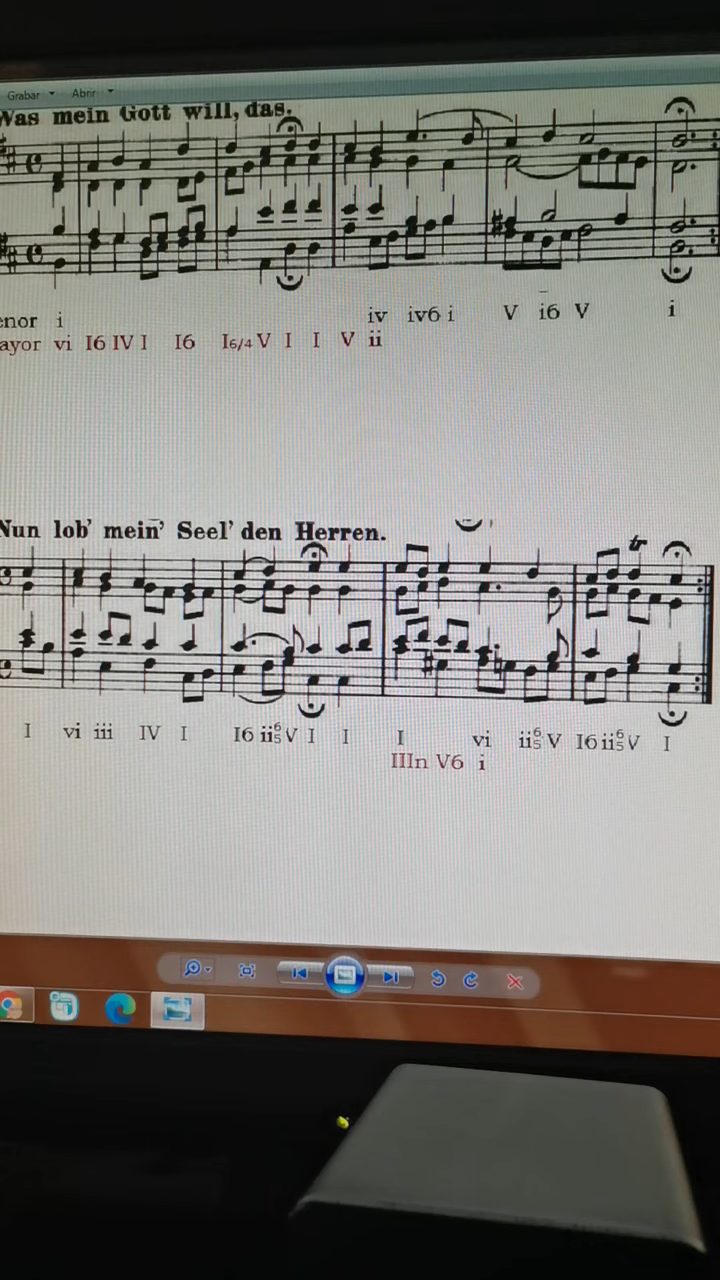 Grabar Abrir
Was mein Gott will, das.
enor i iv iv6 i V i6 V i
ayor vi I6 IV I I6 I6/4 V I I V ii
Nun lob' mein' Seel' den Herren.
tr
I vi iii IV I I6 ii6/5 V I I I vi ii6/5 V I6 ii6/5 V I
IIIn V6 i